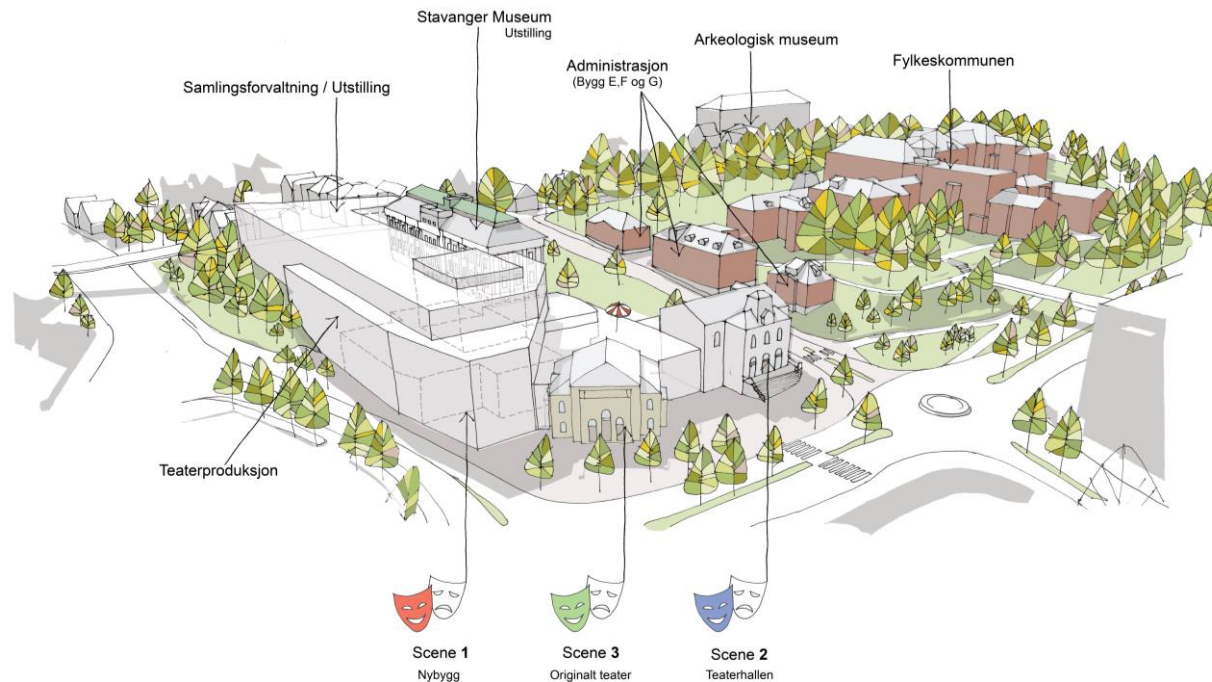 Stavanger Museum
Utstilling
Arkeologisk museum
Administrasjon
(Bygg E,F og G)
Fylkeskommunen
Samlingsforvaltning / Utstilling
Teaterproduksjon
Scene 1
Nybygg
Scene 3
Originalt teater
Scene 2
Teaterhallen